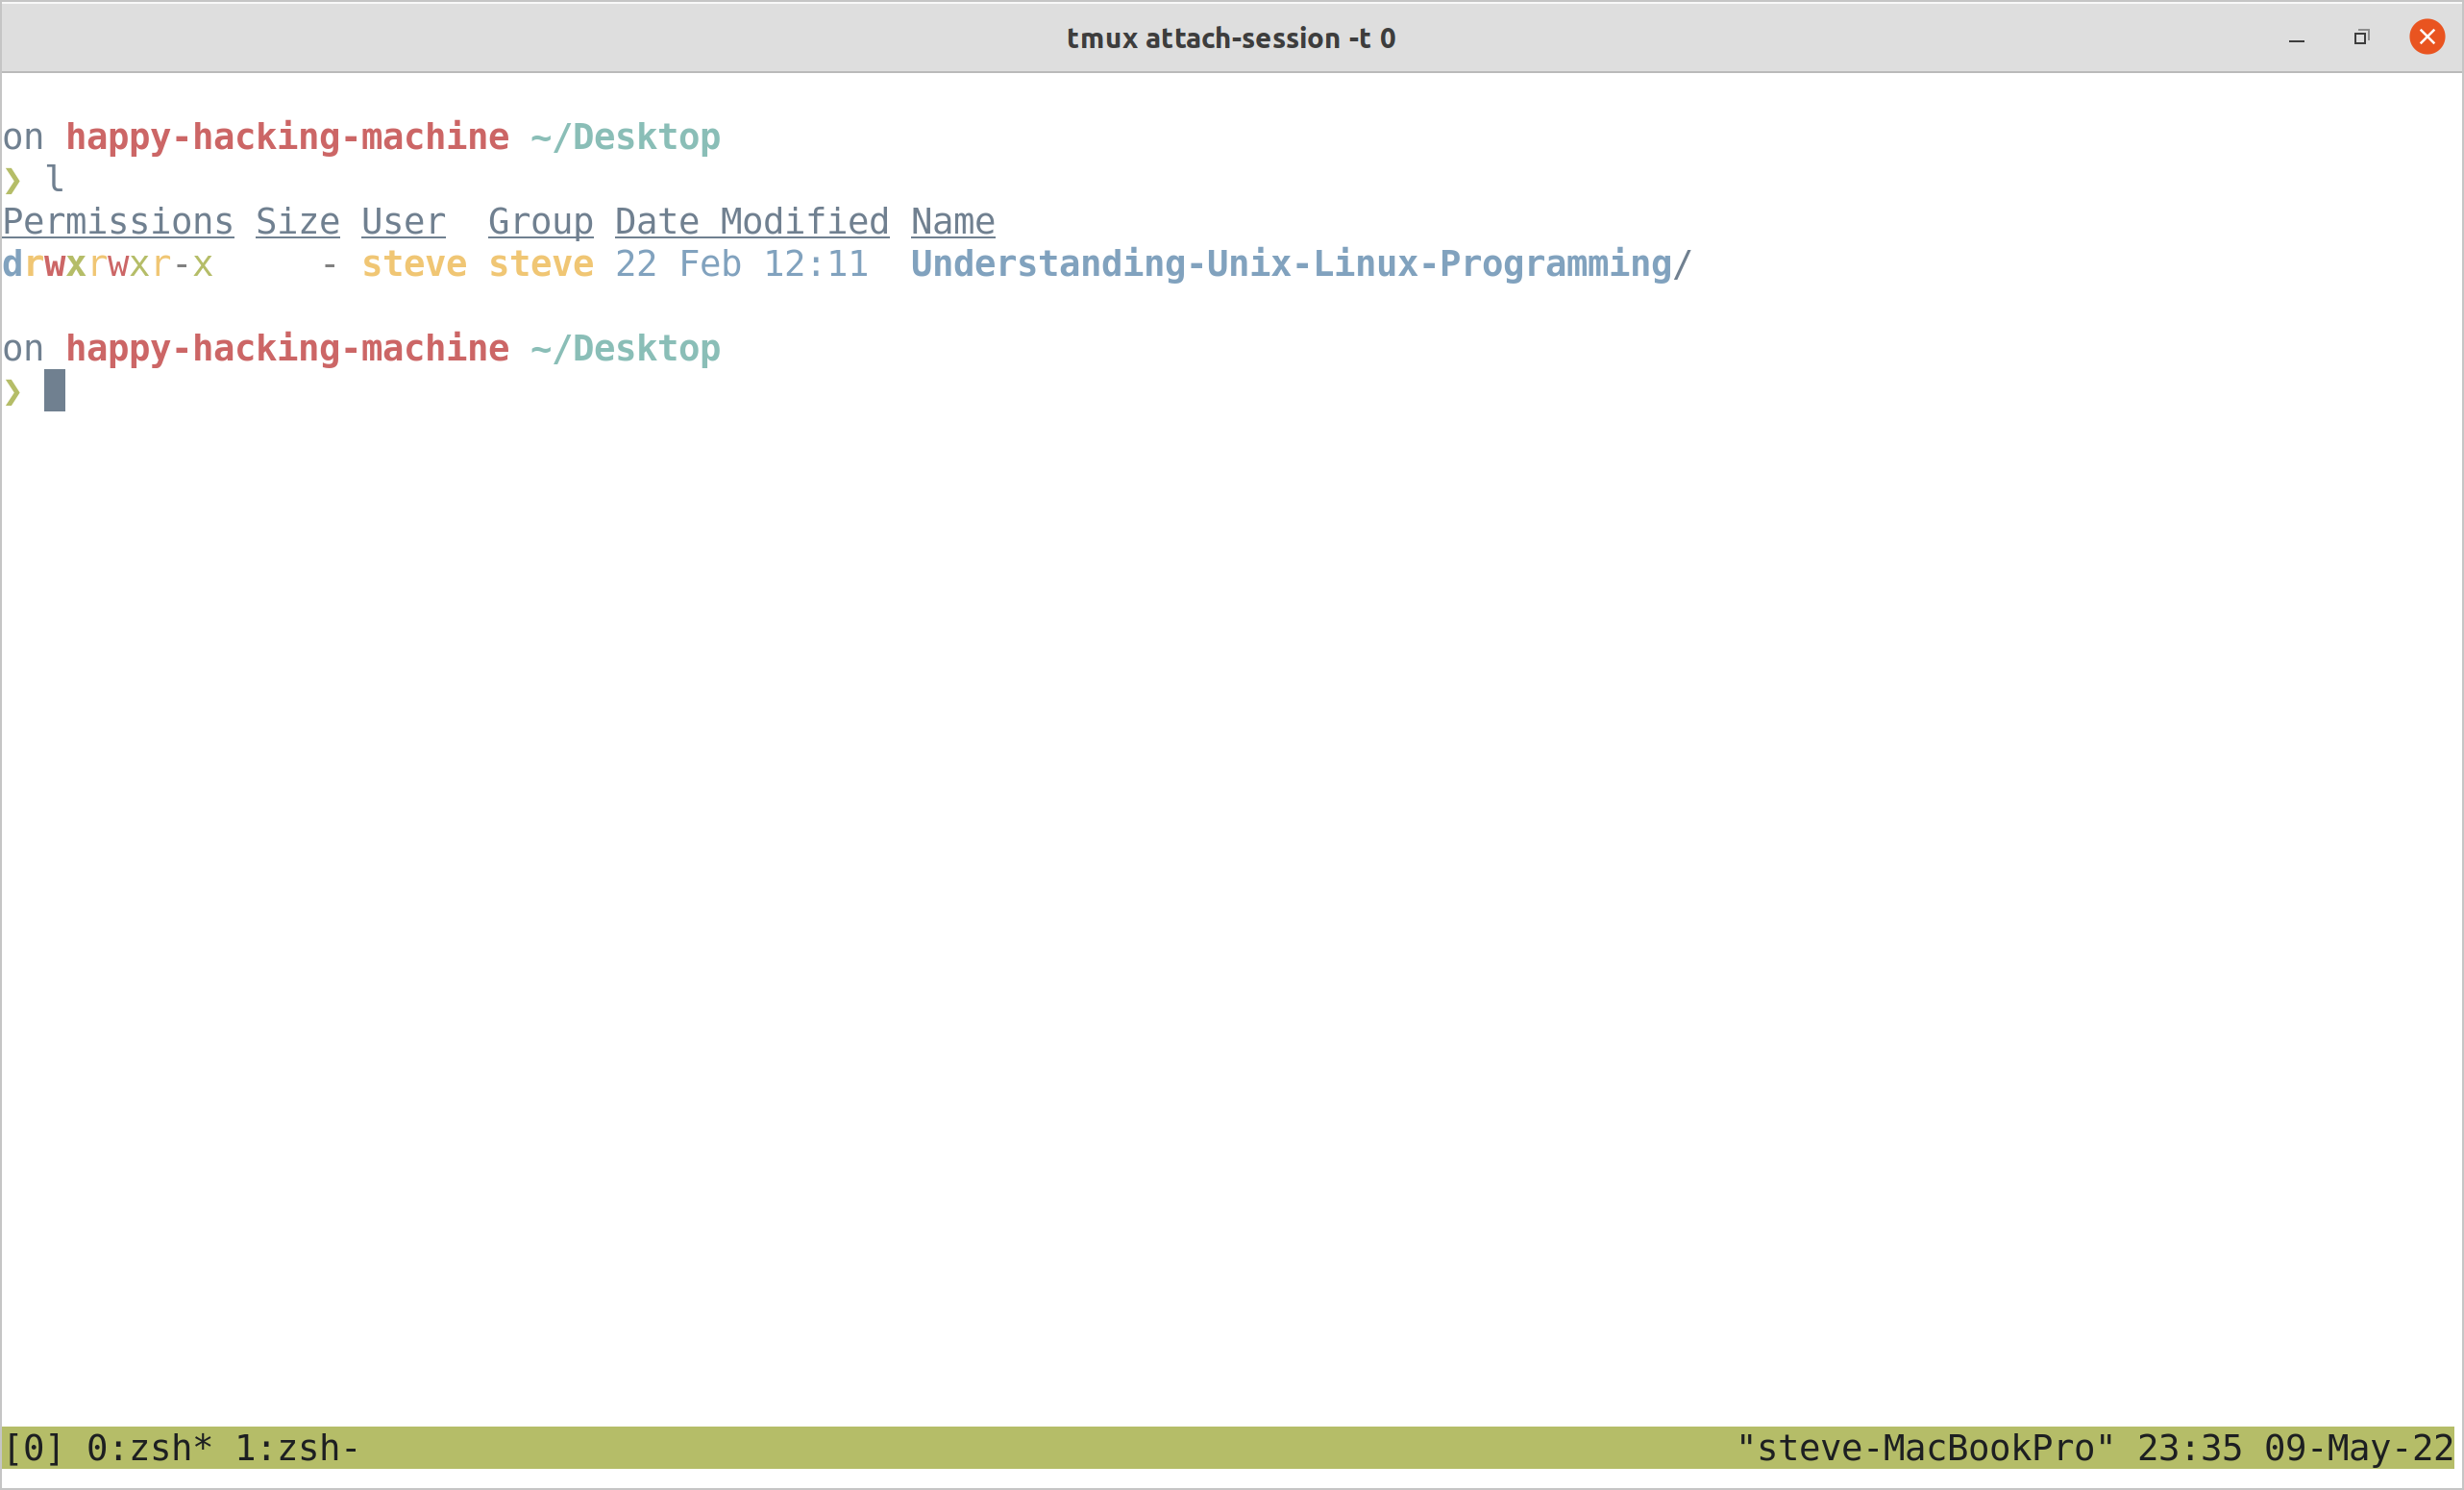 tmux attach-session -t 0
on happy-hacking-machine ~/Desktop
❯ l
Permissions Size User  Group Date Modified Name
drwxrwxr-x     - steve steve 22 Feb 12:11  Understanding-Unix-Linux-Programming/
on happy-hacking-machine ~/Desktop
❯
[0] 0:zsh* 1:zsh- "steve-MacBookPro" 23:35 09-May-22